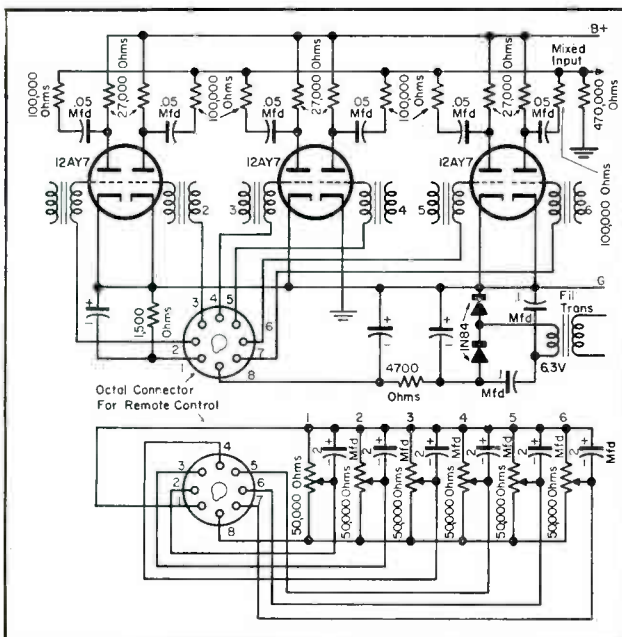 B+
Mixed
Input
100,000
Ohms
.05
Mfd
27,000 Ohms
.05
Mfd
100,000
Ohms
.05
Mfd
27,000 Ohms
.05
Mfd
100,000
Ohms
.05
Mfd
27,000 Ohms
.05
Mfd
470,000
Ohms
12AY7
12AY7
12AY7
100,000
Ohms
2
3
4
5
6
G
+
-
1,500
Ohms
3
4
5
2
6
1
7
8
+
-
+
-
4700
Ohms
1N84
.1
Mfd
Fil
Trans
6.3V
.1
Mfd
Octal Connector
For Remote Control
4
3
5
2
6
1
7
8
1
2
3
4
5
6
50,000 Ohms
2
+
-
Mfd
50,000 Ohms
2
+
-
Mfd
50,000 Ohms
2
+
-
Mfd
50,000 Ohms
2
+
-
Mfd
50,000 Ohms
2
+
-
Mfd
50,000 Ohms
2
+
-
Mfd